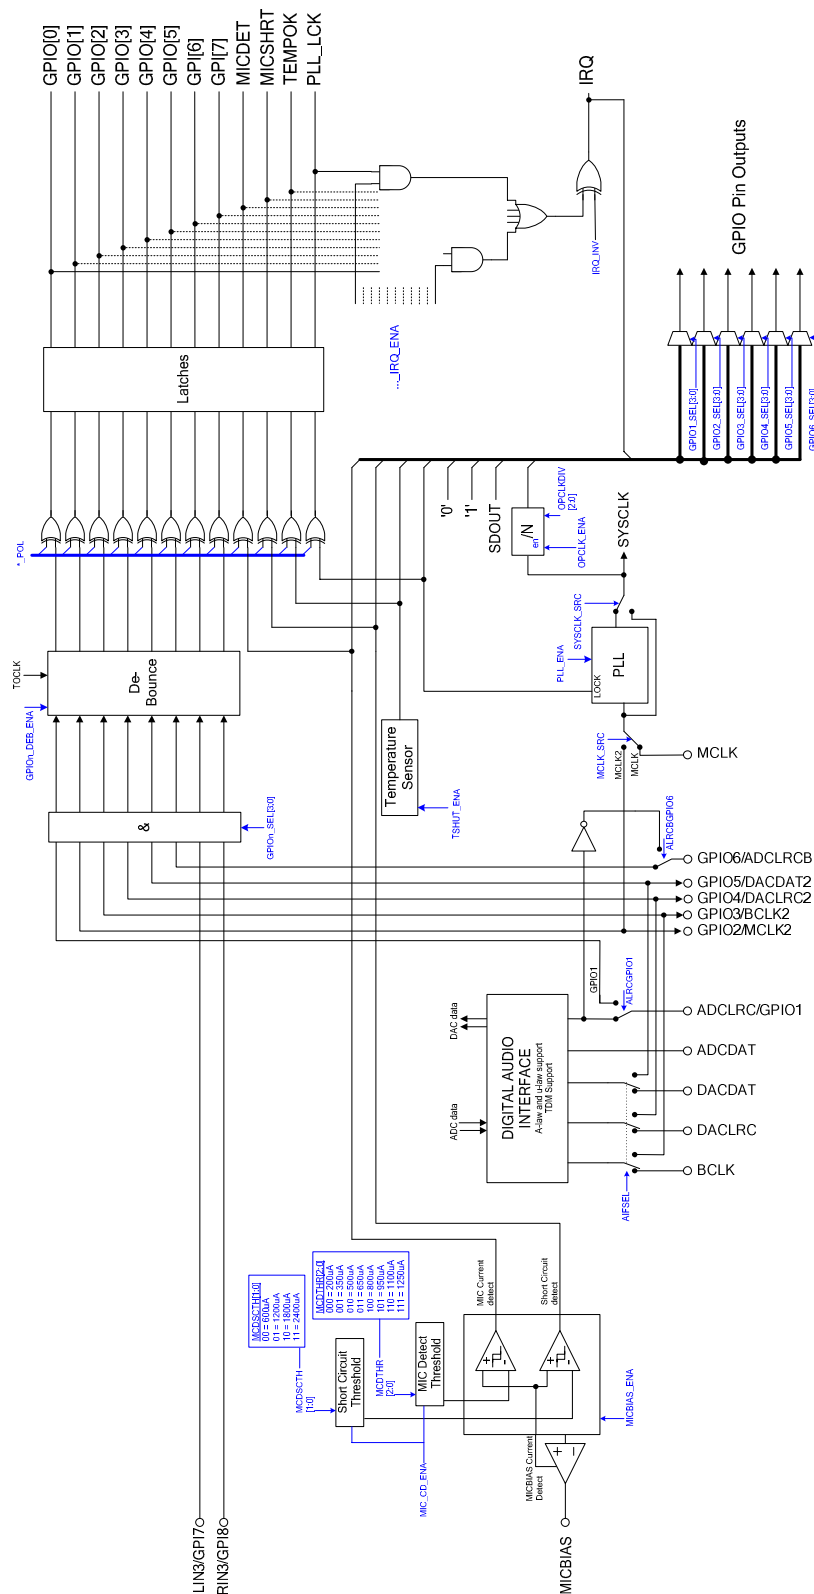 GPIO[0]
GPIO[1]
GPIO[2]
GPIO[3]
GPIO[4]
GPIO[5]
GPI[6]
GPI[7]
MICDET
MICSHRT
TEMPOK
PLL_LCK
IRQ
IRQ_INV
..._IRQ_ENA
GPIO Pin Outputs
Latches
GPIO1_SEL[3:0]
GPIO2_SEL[3:0]
GPIO3_SEL[3:0]
GPIO4_SEL[3:0]
GPIO5_SEL[3:0]
GPIO6_SEL[3:0]
*_POL
'0'
'1'
SDOUT
/N
en
OPCLKDIV
[2:0]
OPCLK_ENA
SYSCLK
SYSCLK_SRC
PLL_ENA
PLL
LOCK
TOCLK
GPIOn_DEB_ENA
De-
Bounce
Temperature
Sensor
TSHUT_ENA
MCLK_SRC
MCLK2
MCLK
MCLK
&
GPIOn_SEL[3:0]
ALRCBGPIO6
GPIO6/ADCLRCB
GPIO5/DACDAT2
GPIO4/DACLRC2
GPIO3/BCLK2
GPIO2/MCLK2
GPIO1
ALRCGPIO1
ADCLRC/GPIO1
ADCDAT
DACDAT
DACLRC
BCLK
DAC data
ADC data
DIGITAL AUDIO
INTERFACE
A-law and u-law support
TDM Support
AIFSEL
MCDSCTH[1:0]
00 = 600uA
01 = 1200uA
10 = 1800uA
11 = 2400uA
MCDTHR[2:0]
000 = 200uA
001 = 350uA
010 = 500uA
011 = 650uA
100 = 800uA
101 = 950uA
110 = 1100uA
111 = 1250uA
MIC Current
detect
Short Circuit
detect
MCDSCTH
[1:0]
Short Circuit
Threshold
MCDTHR
[2:0]
MIC Detect
Threshold
MIC_CD_ENA
MICBIAS_ENA
MICBIAS Current
Detect
MICBIAS
LIN3/GPI7
RIN3/GPI8